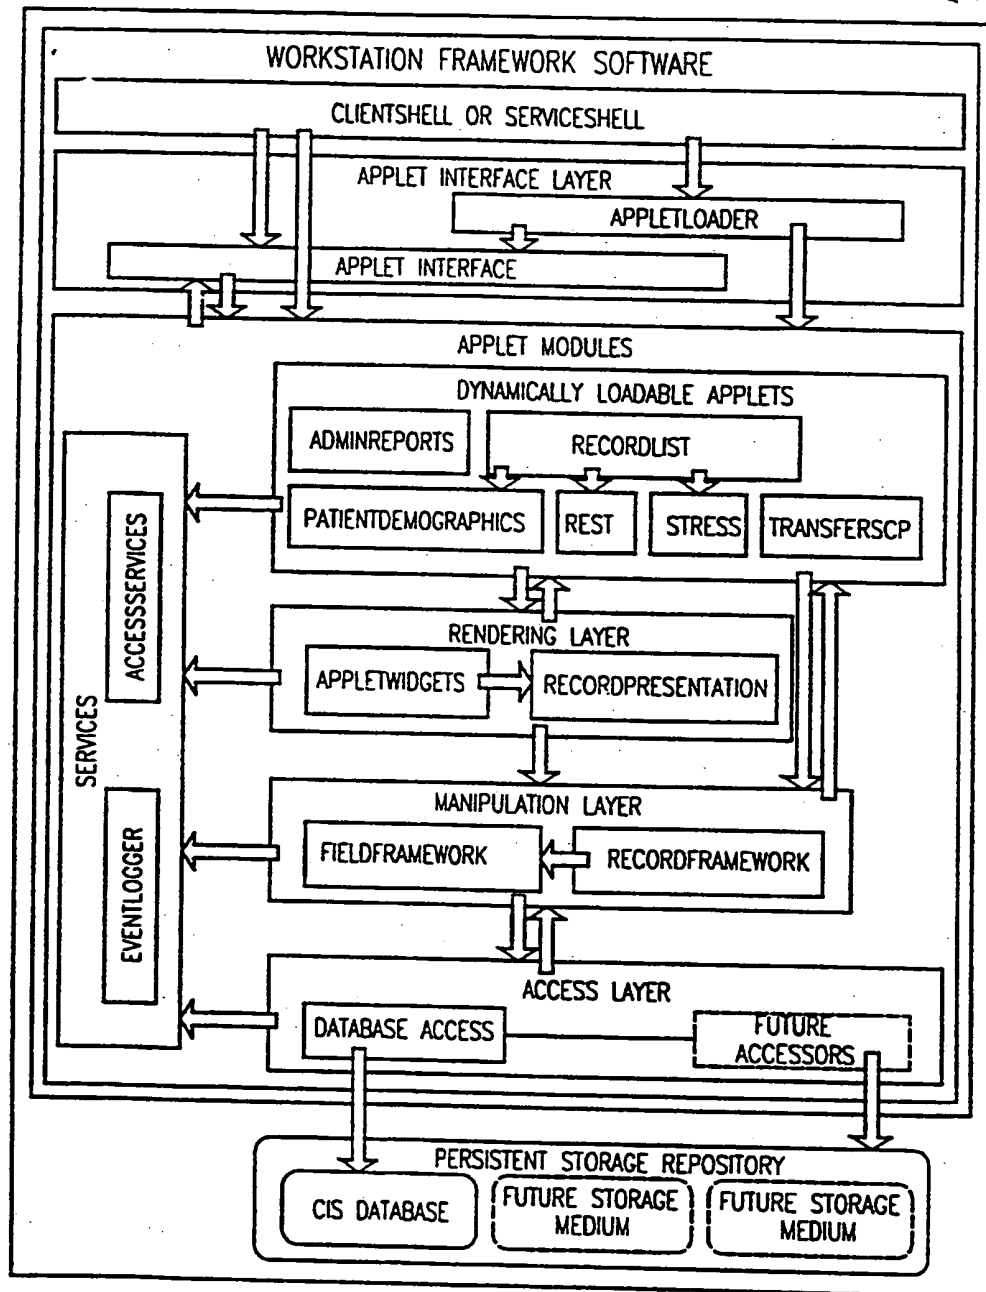 WORKSTATION FRAMEWORK SOFTWARE
CLIENTSHELL OR SERVICESHELL
APPLET INTERFACE LAYER
APPLETLOADER
APPLET INTERFACE
APPLET MODULES
DYNAMICALLY LOADABLE APPLETS
ADMINREPORTS
RECORDLIST
PATIENTDEMOGRAPHICS
REST
STRESS
TRANSFERSCP
SERVICES
ACCESSSERVICES
EVENTLOGGER
RENDERING LAYER
APPLETWIDGETS
RECORDPRESENTATION
MANIPULATION LAYER
FIELDFRAMEWORK
RECORDFRAMEWORK
ACCESS LAYER
DATABASE ACCESS
FUTURE
ACCESSORS
PERSISTENT STORAGE REPOSITORY
CIS DATABASE
FUTURE STORAGE
MEDIUM
FUTURE STORAGE
MEDIUM